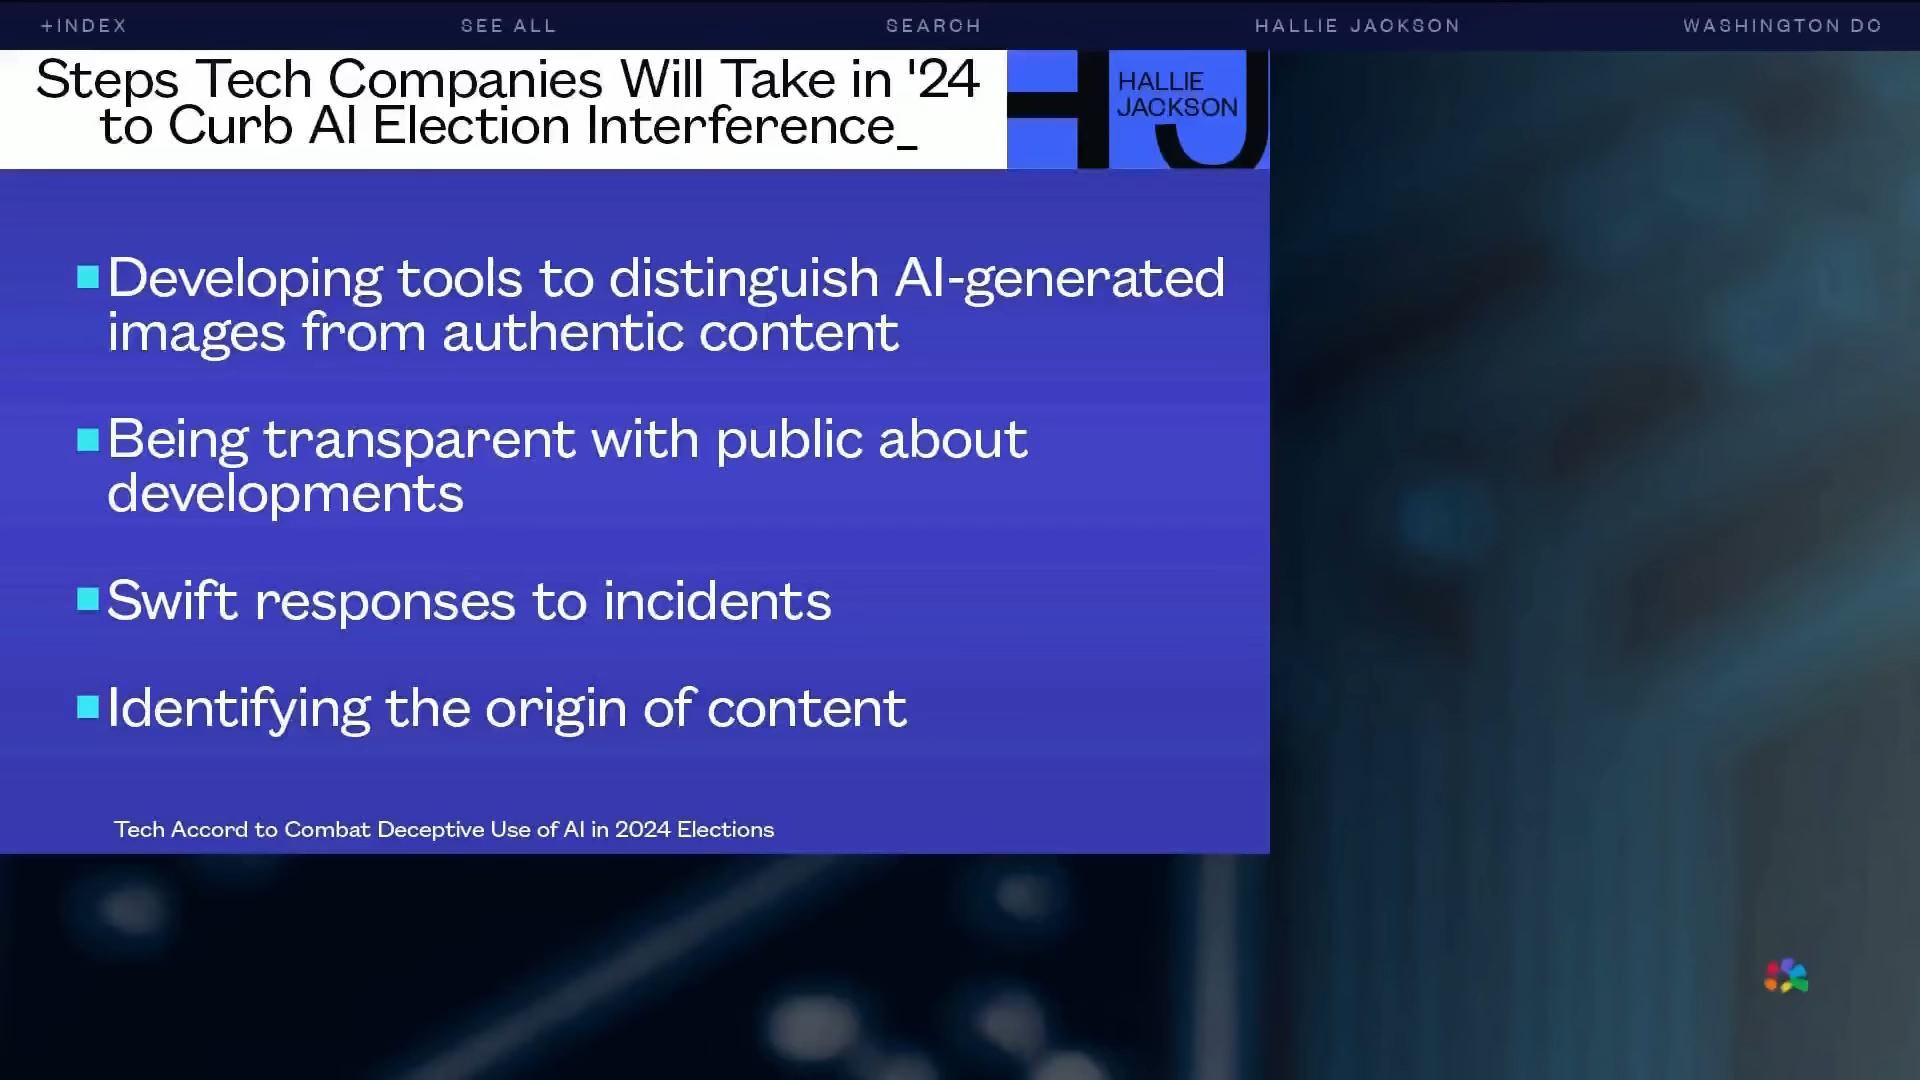 +INDEX
SEE ALL
SEARCH
HALLIE JACKSON
WASHINGTON DC
Steps Tech Companies Will Take in '24
to Curb AI Election Interference_
HJ
HALLIE
JACKSON
Developing tools to distinguish AI-generated
images from authentic content
Being transparent with public about
developments
Swift responses to incidents
Identifying the origin of content
Tech Accord to Combat Deceptive Use of AI in 2024 Elections